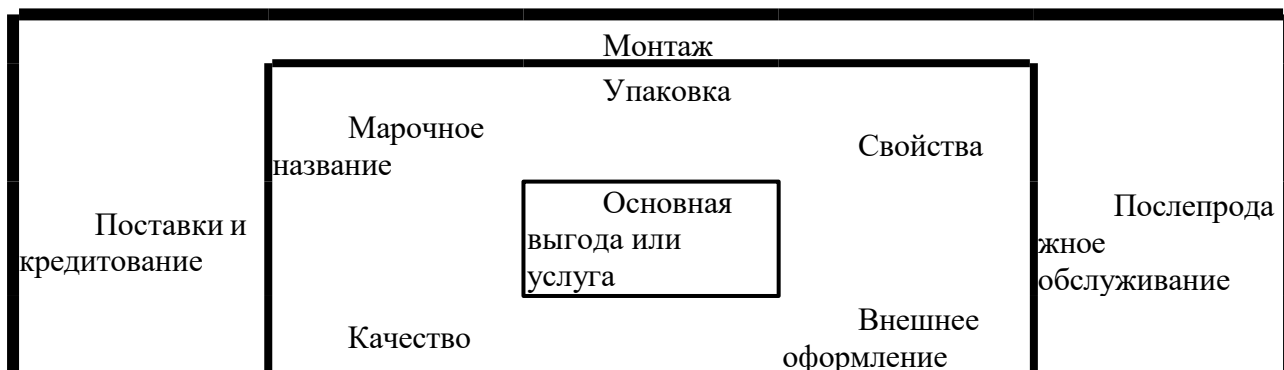 Монтаж
Упаковка
Марочное
название
Свойства
Поставки и
кредитование
Основная
выгода или
услуга
Послепрода
жное
обслуживание
Качество
Внешнее
оформление